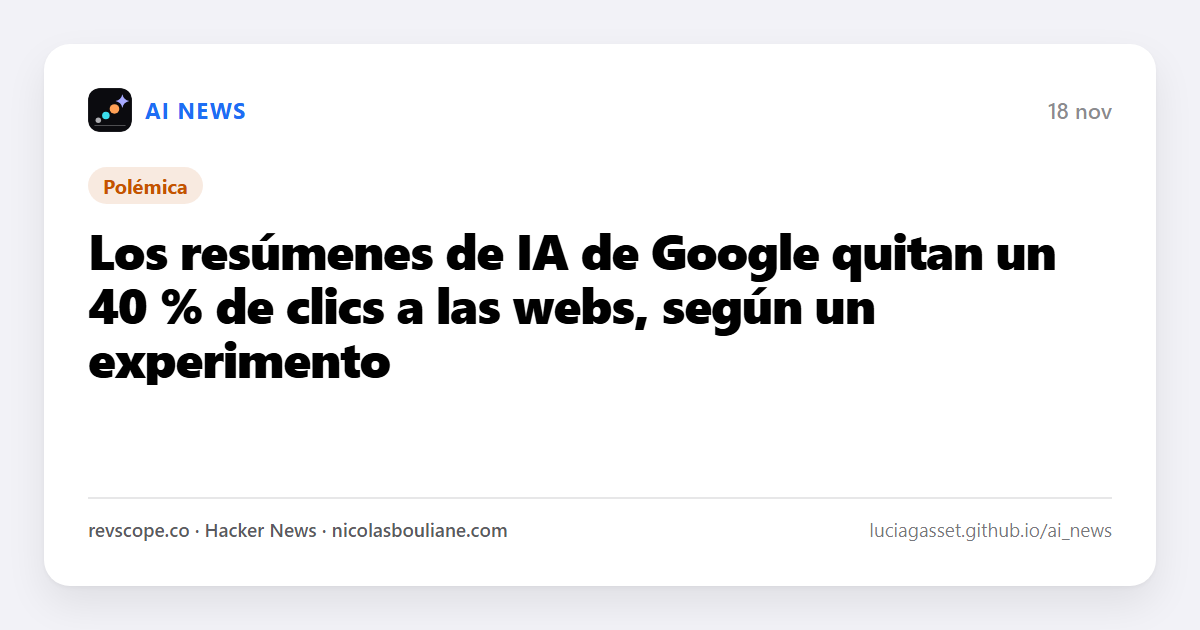 AI NEWS
18 nov
Polémica
Los resúmenes de IA de Google quitan un
40 % de clics a las webs, según un
experimento
revscope.co · Hacker News · nicolasbouliane.com
luciagasset.github.io/ai_news